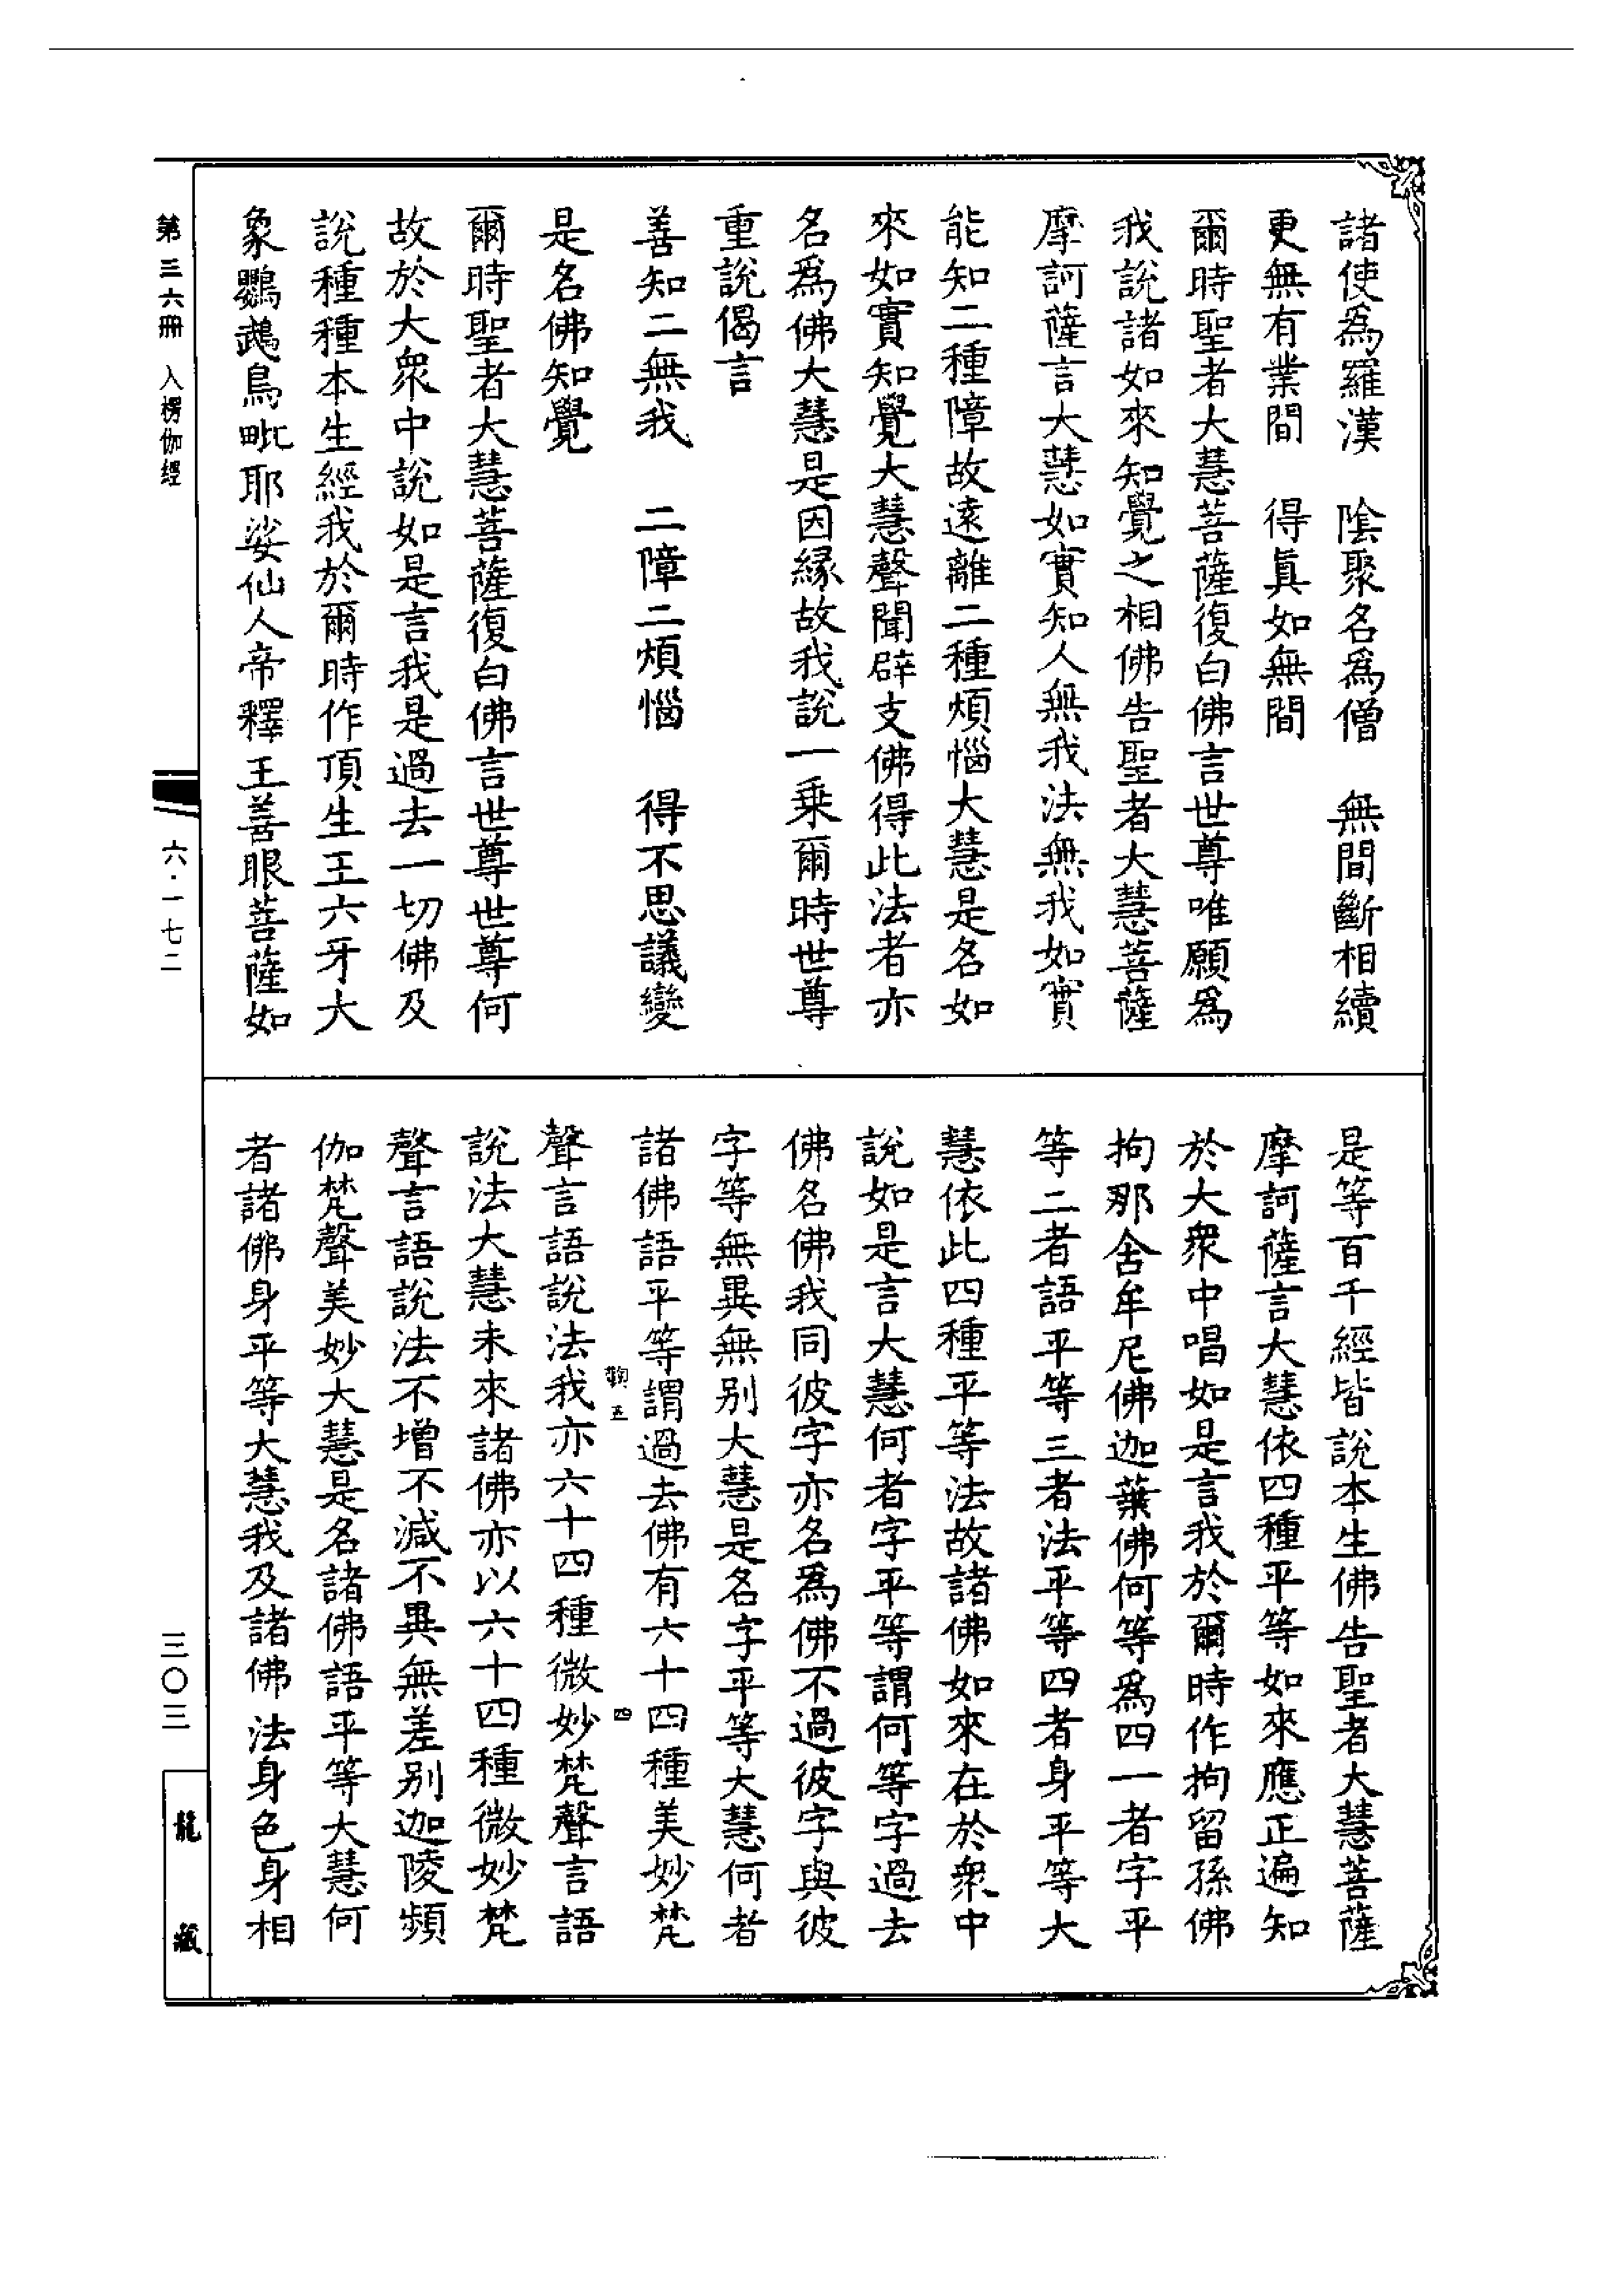 諸使爲羅漢　陰聚名爲僧　無間斷相續
更無有業間　得眞如無間
爾時聖者大慧菩薩復白佛言世尊唯願爲
我說諸如來知覺之相佛告聖者大慧菩薩
摩訶薩言大慧如實知人無我法無我如實
能知二種障故遠離二種煩惱大慧是名如
來如實知覺大慧聲聞辟支佛得此法者亦
名爲佛大慧是因緣故我說一乗爾時世尊
重說偈言
善知二無我　二障二煩惱　得不思議變
是名佛知覺
爾時聖者大慧菩薩復白佛言世尊世尊何
故於大衆中說如是言我是過去一切佛及
說種種本生經我於爾時作頂生王六牙大
象鸚鵡鳥毗耶娑仙人帝釋王善眼菩薩如
是等百千經皆說本生佛告聖者大慧菩薩
摩訶薩言大慧依四種平等如來應正遍知
於大衆中唱如是言我於爾時作拘留孫佛
拘那舍牟尼佛迦葉佛何等爲四一者字平
等二者語平等三者法平等四者身平等大
慧依此四種平等法故諸佛如來在於衆中
說如是言大慧何者字平等謂何等字過去
佛名佛我同彼字亦名爲佛不過彼字與彼
字等無異無别大慧是名字平等大慧何者
諸佛語平等謂過去佛有六十四種美妙梵
鞠五
四
聲言語說法我亦六十四種微妙梵聲言語
說法大慧未來諸佛亦以六十四種微妙梵
聲言語說法不增不減不異無差别迦陵頻
伽梵聲美妙大慧是名諸佛語平等大慧何
者諸佛身平等大慧我及諸佛法身色身相
第三六冊　入楞伽經
六·一七二
三〇三
龍藏